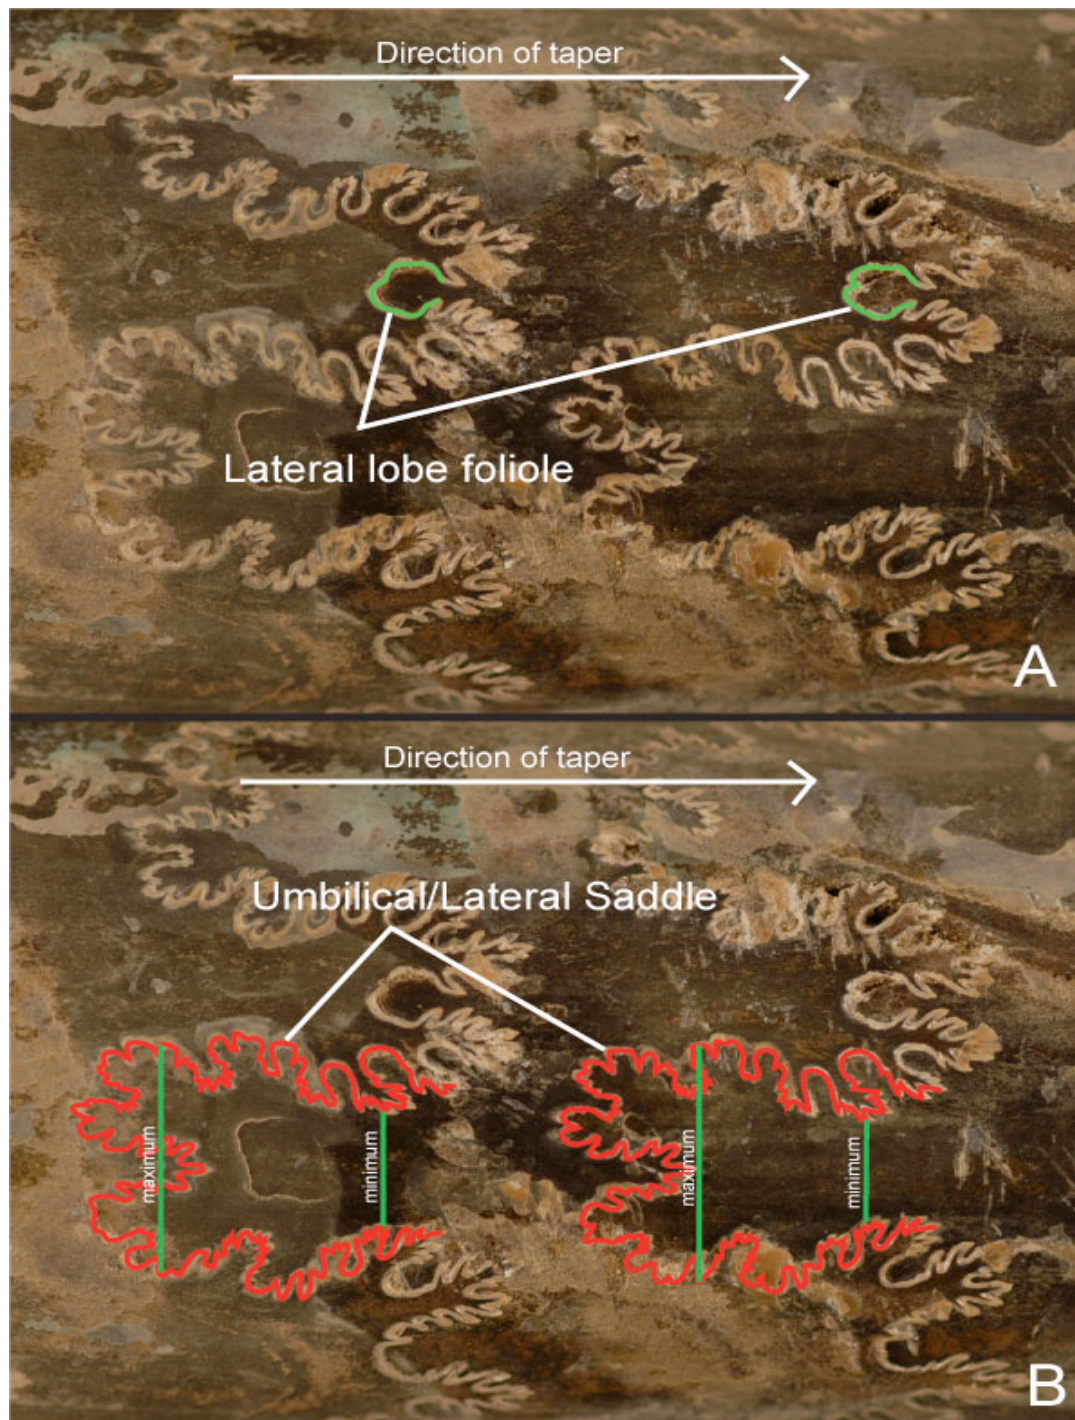 Direction of taper
Lateral lobe foliole
A
Direction of taper
Umbilical/Lateral Saddle
maximum
minimum
maximum
minimum
B